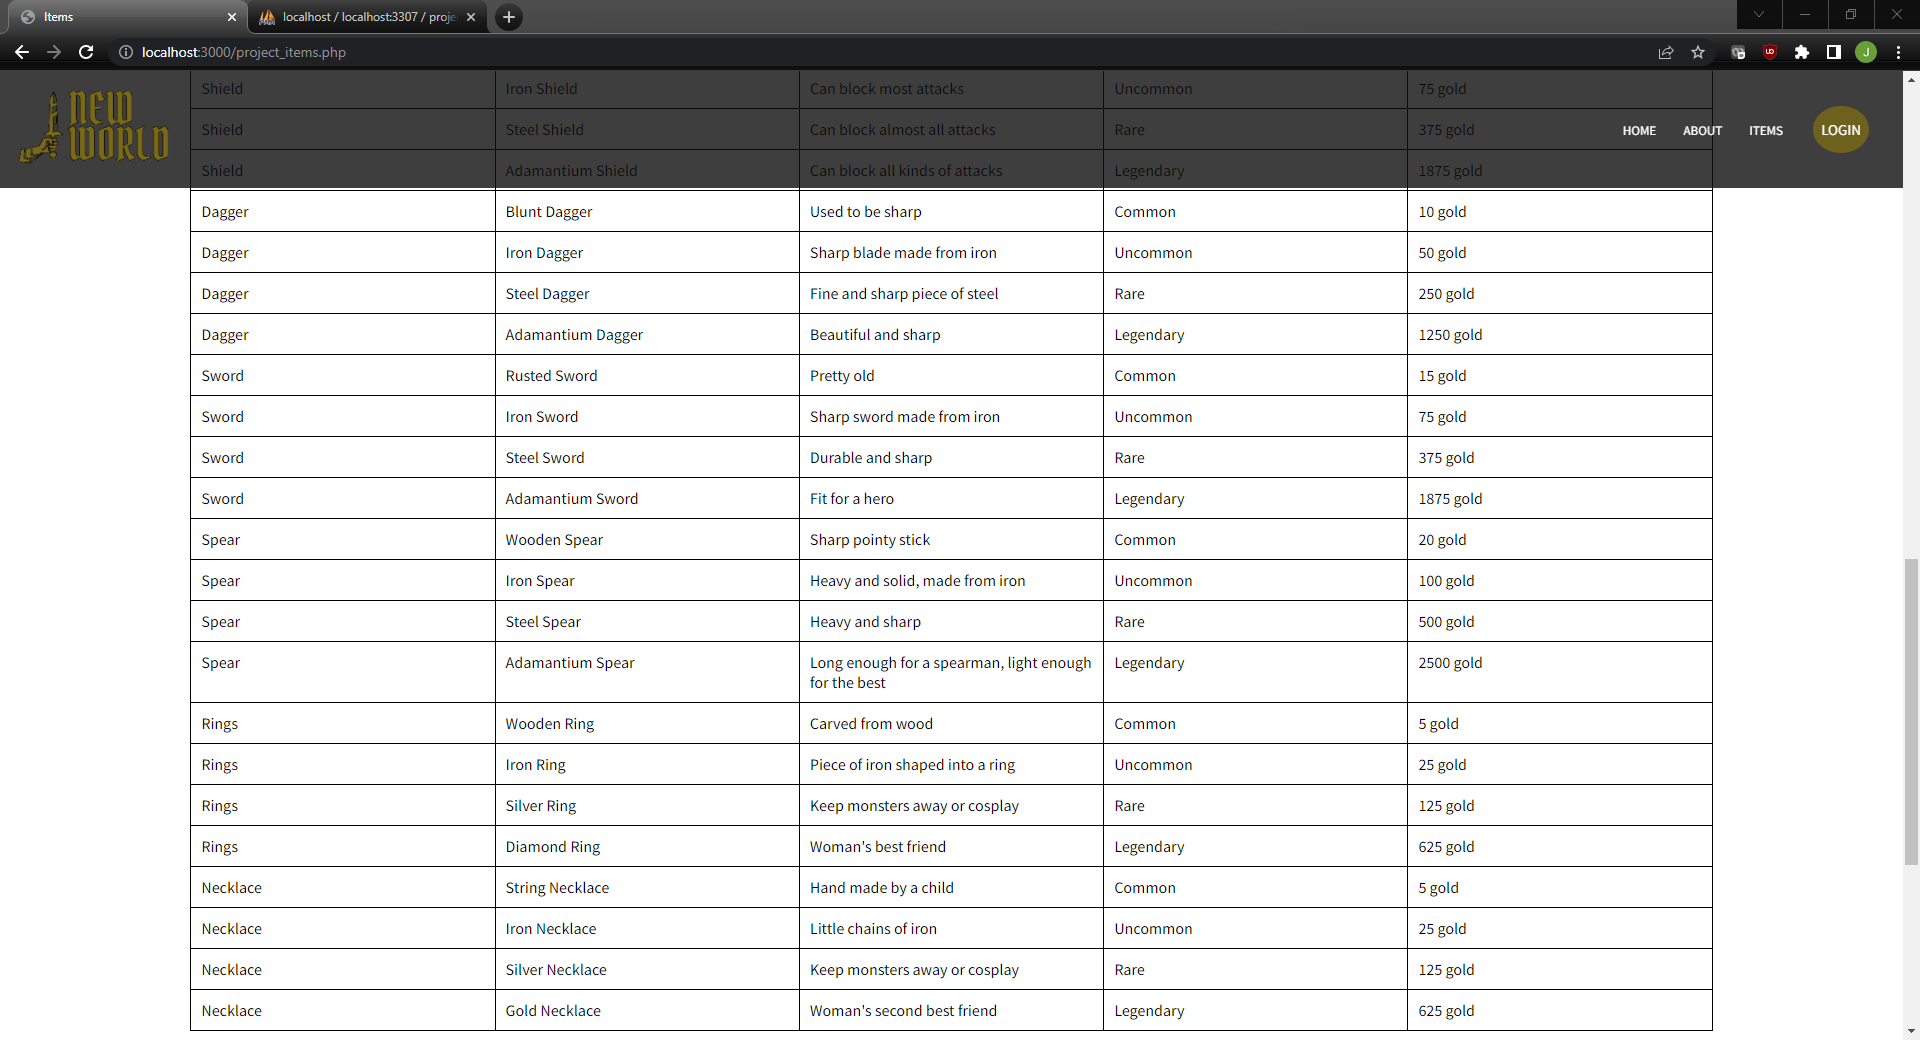 Items
localhost / localhost:3307 / proje
localhost:3000/project_items.php
J
NEW
WORLD
HOME ABOUT ITEMS LOGIN
Shield Iron Shield Can block most attacks Uncommon 75 gold
Shield Steel Shield Can block almost all attacks Rare 375 gold
Shield Adamantium Shield Can block all kinds of attacks Legendary 1875 gold
Dagger Blunt Dagger Used to be sharp Common 10 gold
Dagger Iron Dagger Sharp blade made from iron Uncommon 50 gold
Dagger Steel Dagger Fine and sharp piece of steel Rare 250 gold
Dagger Adamantium Dagger Beautiful and sharp Legendary 1250 gold
Sword Rusted Sword Pretty old Common 15 gold
Sword Iron Sword Sharp sword made from iron Uncommon 75 gold
Sword Steel Sword Durable and sharp Rare 375 gold
Sword Adamantium Sword Fit for a hero Legendary 1875 gold
Spear Wooden Spear Sharp pointy stick Common 20 gold
Spear Iron Spear Heavy and solid, made from iron Uncommon 100 gold
Spear Steel Spear Heavy and sharp Rare 500 gold
Spear Adamantium Spear Long enough for a spearman, light enough Legendary 2500 gold
for the best
Rings Wooden Ring Carved from wood Common 5 gold
Rings Iron Ring Piece of iron shaped into a ring Uncommon 25 gold
Rings Silver Ring Keep monsters away or cosplay Rare 125 gold
Rings Diamond Ring Woman's best friend Legendary 625 gold
Necklace String Necklace Hand made by a child Common 5 gold
Necklace Iron Necklace Little chains of iron Uncommon 25 gold
Necklace Silver Necklace Keep monsters away or cosplay Rare 125 gold
Necklace Gold Necklace Woman's second best friend Legendary 625 gold